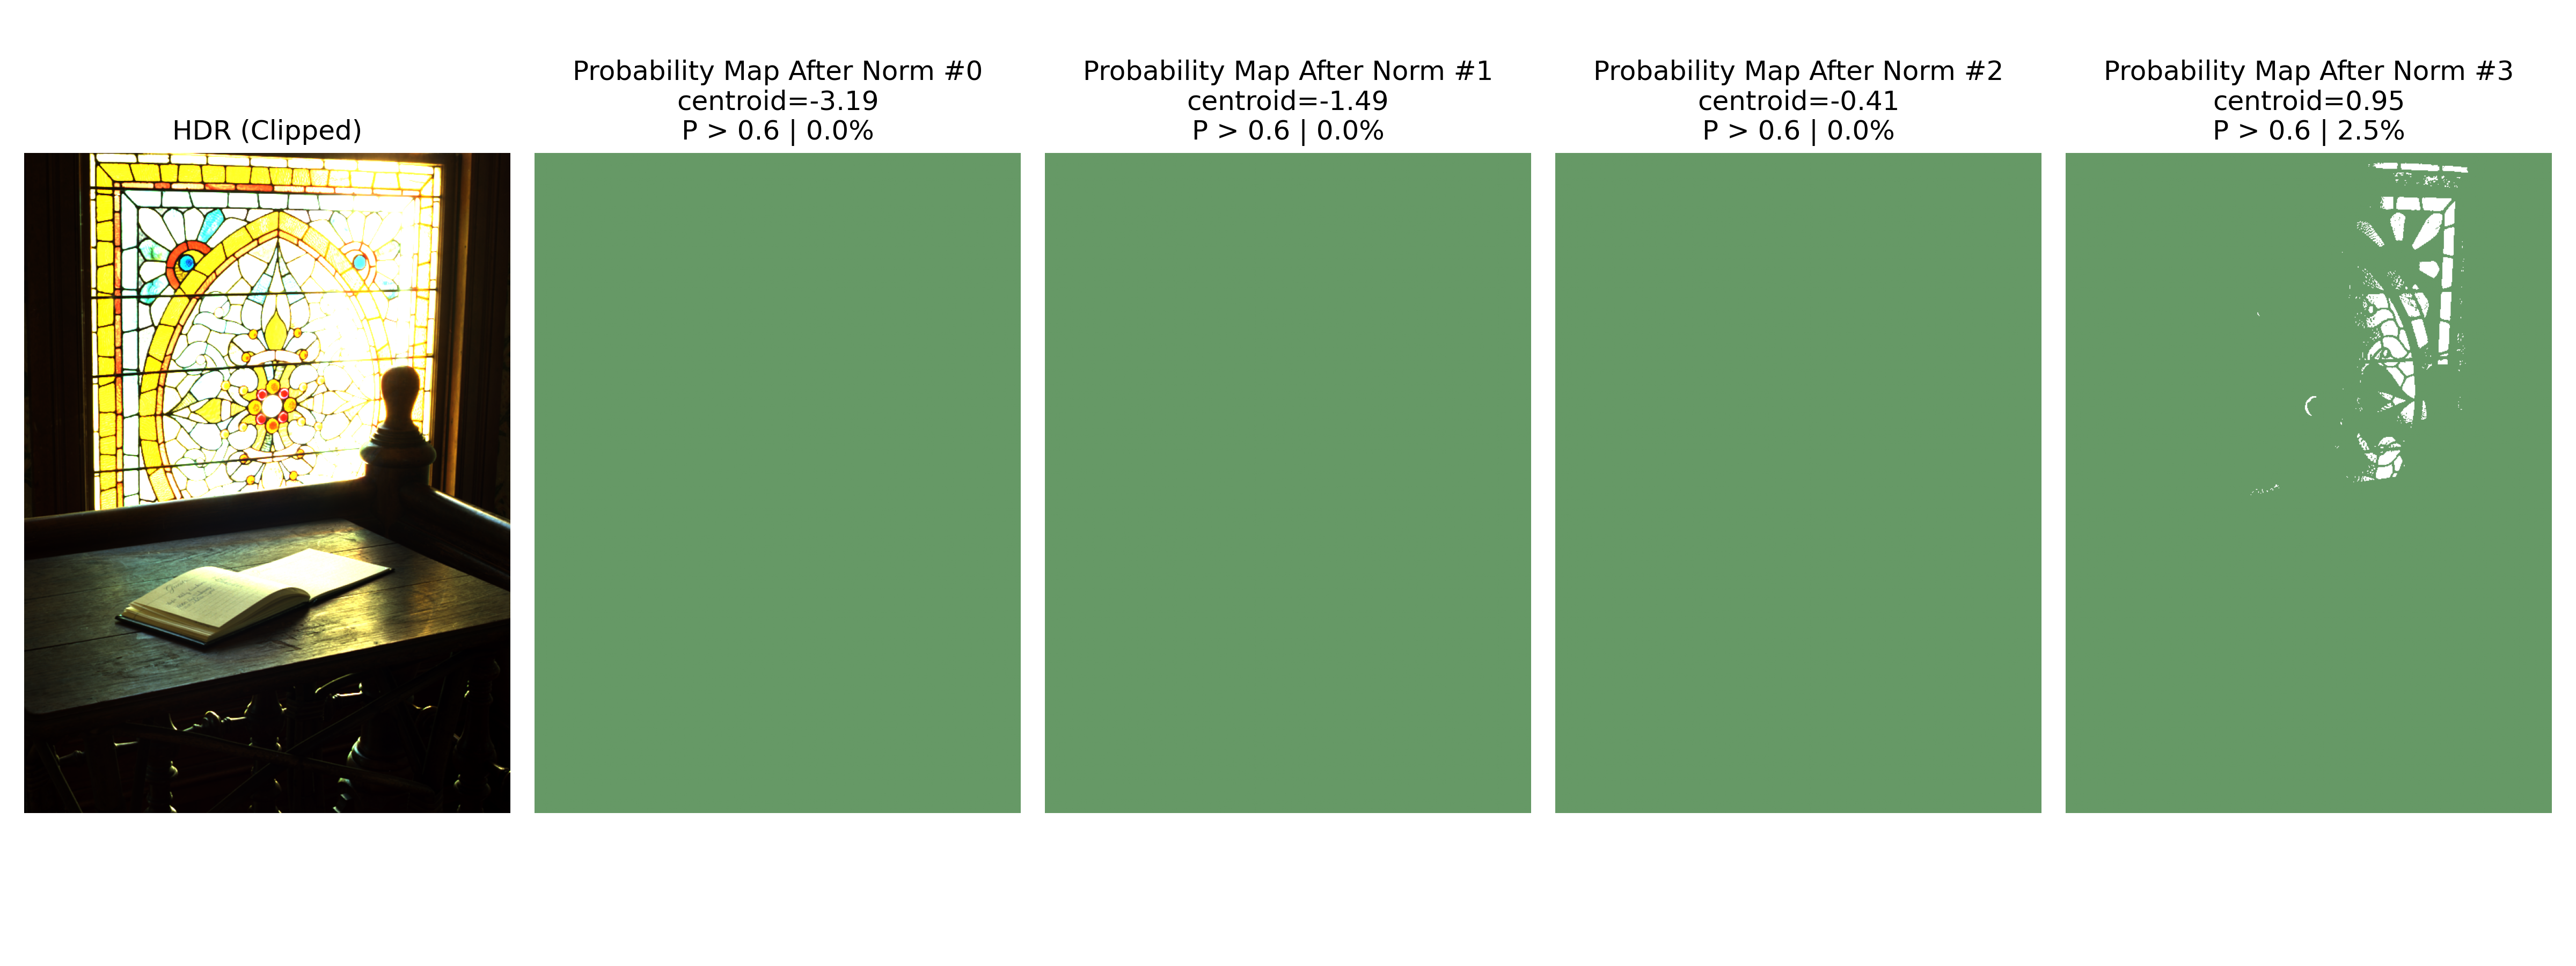 HDR (Clipped)
Probability Map After Norm #0
centroid=-3.19
P > 0.6 | 0.0%
Probability Map After Norm #1
centroid=-1.49
P > 0.6 | 0.0%
Probability Map After Norm #2
centroid=-0.41
P > 0.6 | 0.0%
Probability Map After Norm #3
centroid=0.95
P > 0.6 | 2.5%